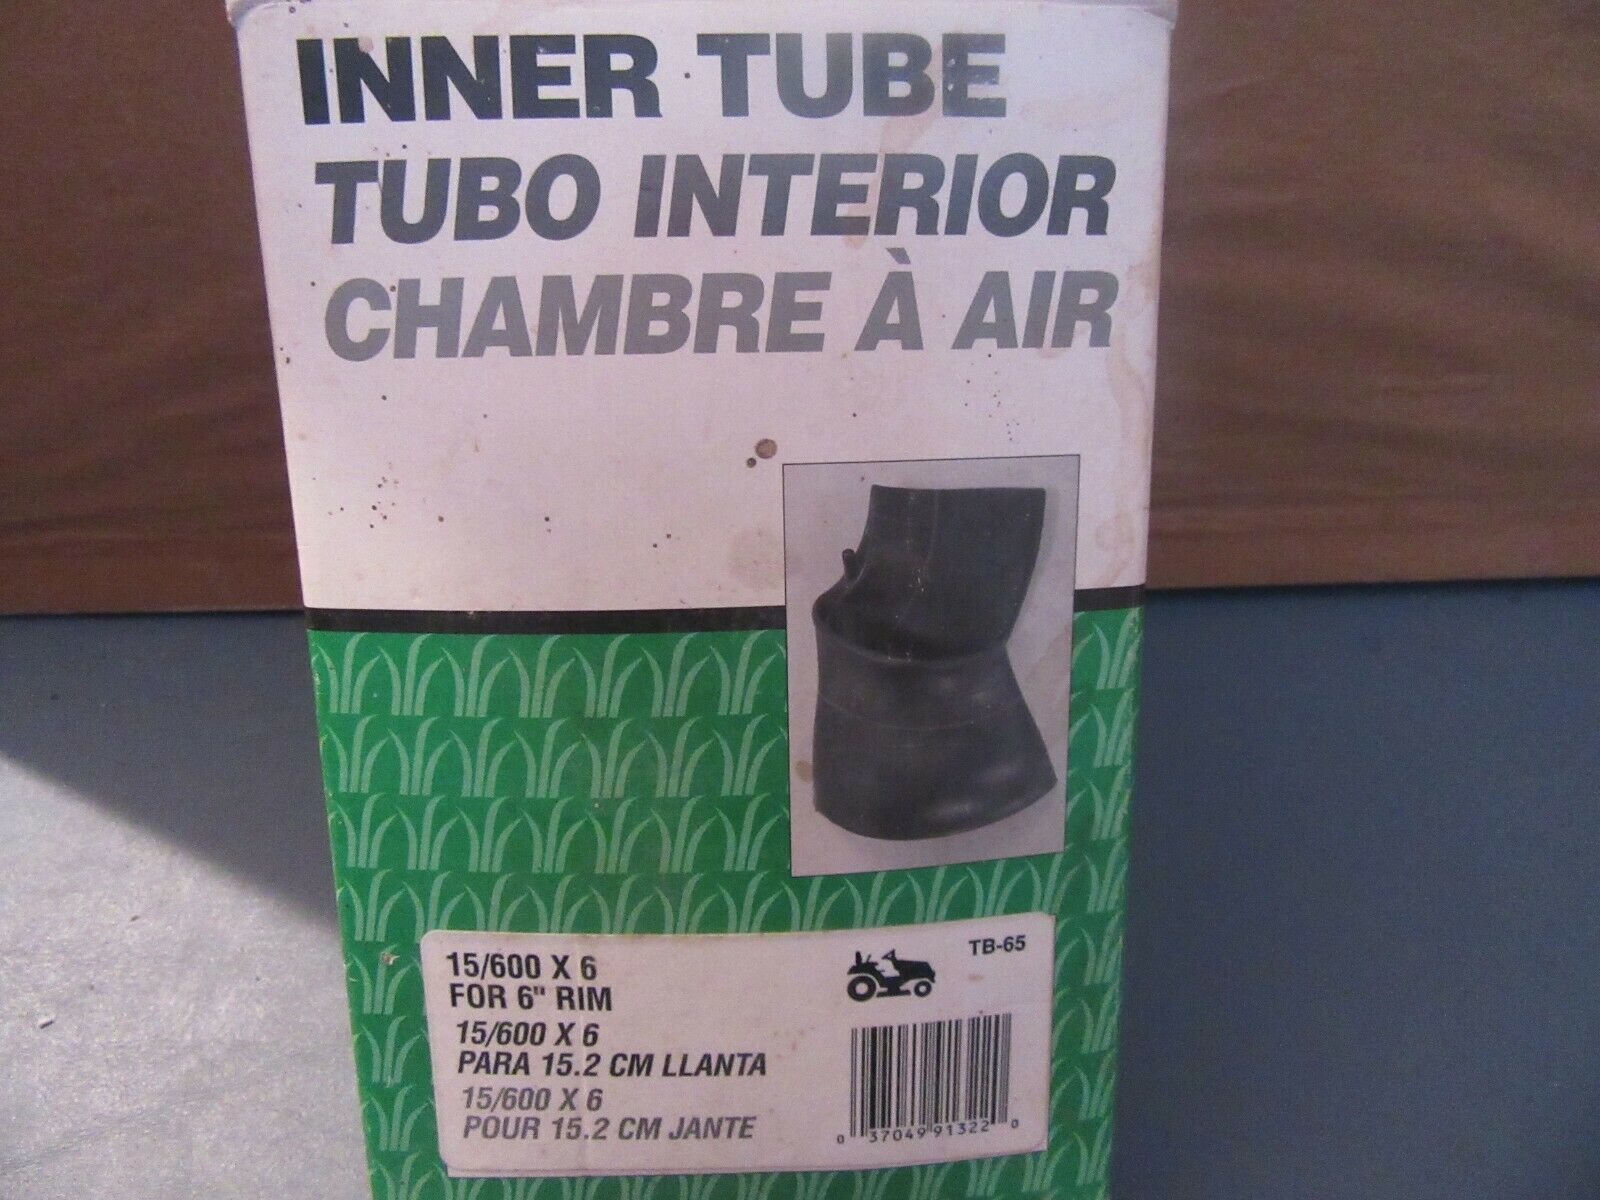 INNER TUBE
TUBO INTERIOR
CHAMBRE À AIR
15/600 X 6
FOR 6" RIM
15/600 X 6
PARA 15.2 CM LLANTA
15/600 X 6
POUR 15.2 CM JANTE
TB-65
0 37049 91322 0